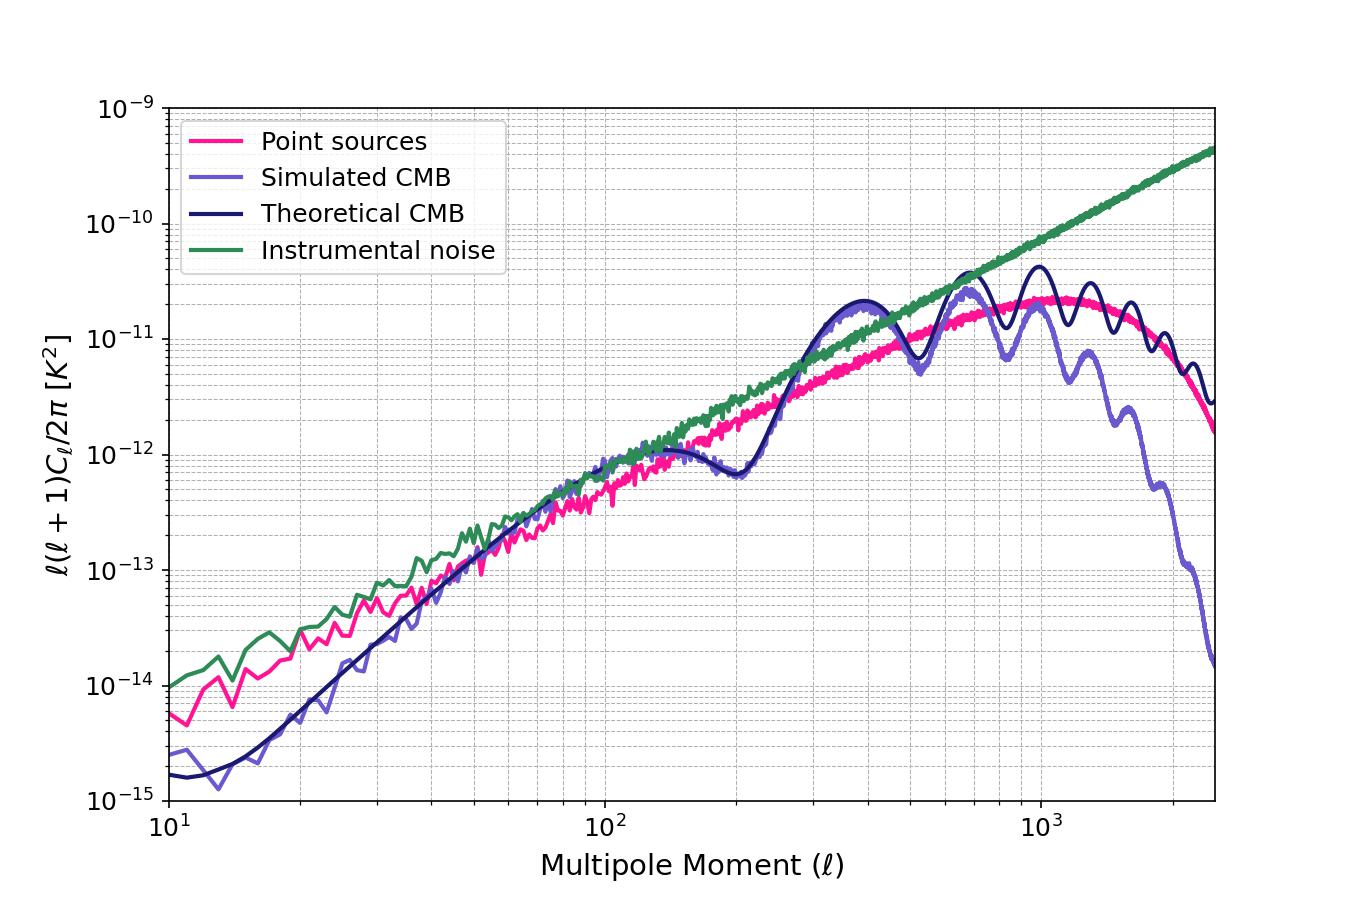 10⁻⁹
Point sources
Simulated CMB
Theoretical CMB
Instrumental noise
10⁻¹⁰
10⁻¹¹
10⁻¹²
10⁻¹³
10⁻¹⁴
10⁻¹⁵
ℓ(ℓ + 1)C_ℓ/2π [K²]
10¹
10²
10³
Multipole Moment (ℓ)